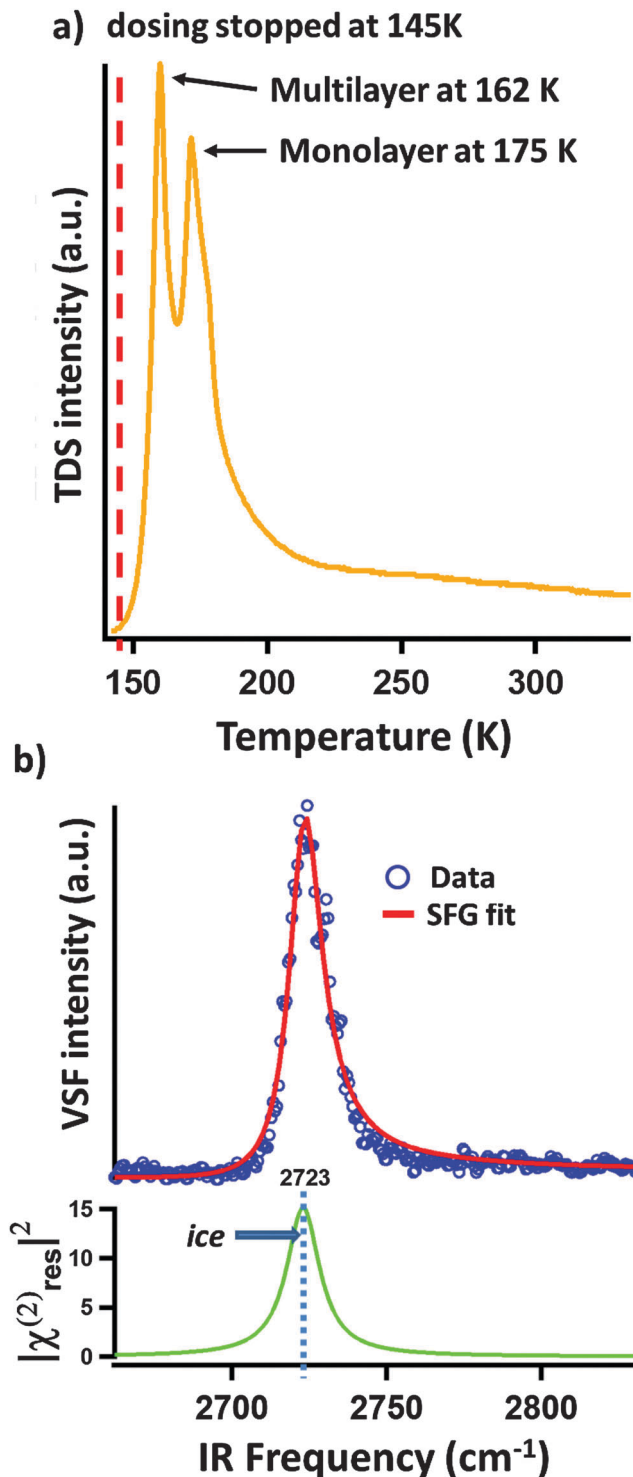 a) dosing stopped at 145K
Multilayer at 162 K
Monolayer at 175 K
TDS intensity (a.u.)
150 200 250 300
Temperature (K)
b)
Data
SFG fit
VSF intensity (a.u.)
2723
15
10
5
0
ice
|χ(2)res|2
2700 2750 2800
IR Frequency (cm-1)